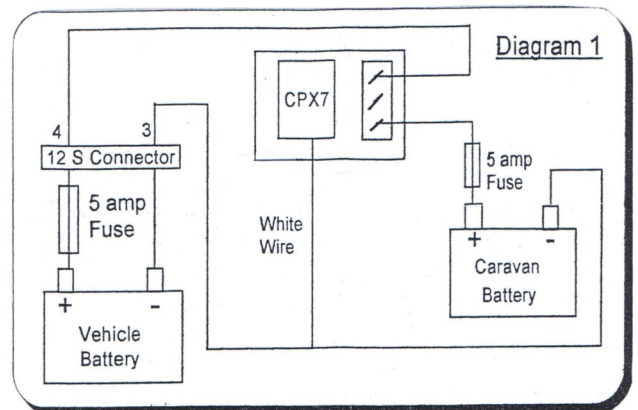 Diagram 1
CPX7
4 3
12 S Connector
5 amp
Fuse
5 amp
Fuse
White
Wire
+ -
Caravan
Battery
+ -
Vehicle
Battery